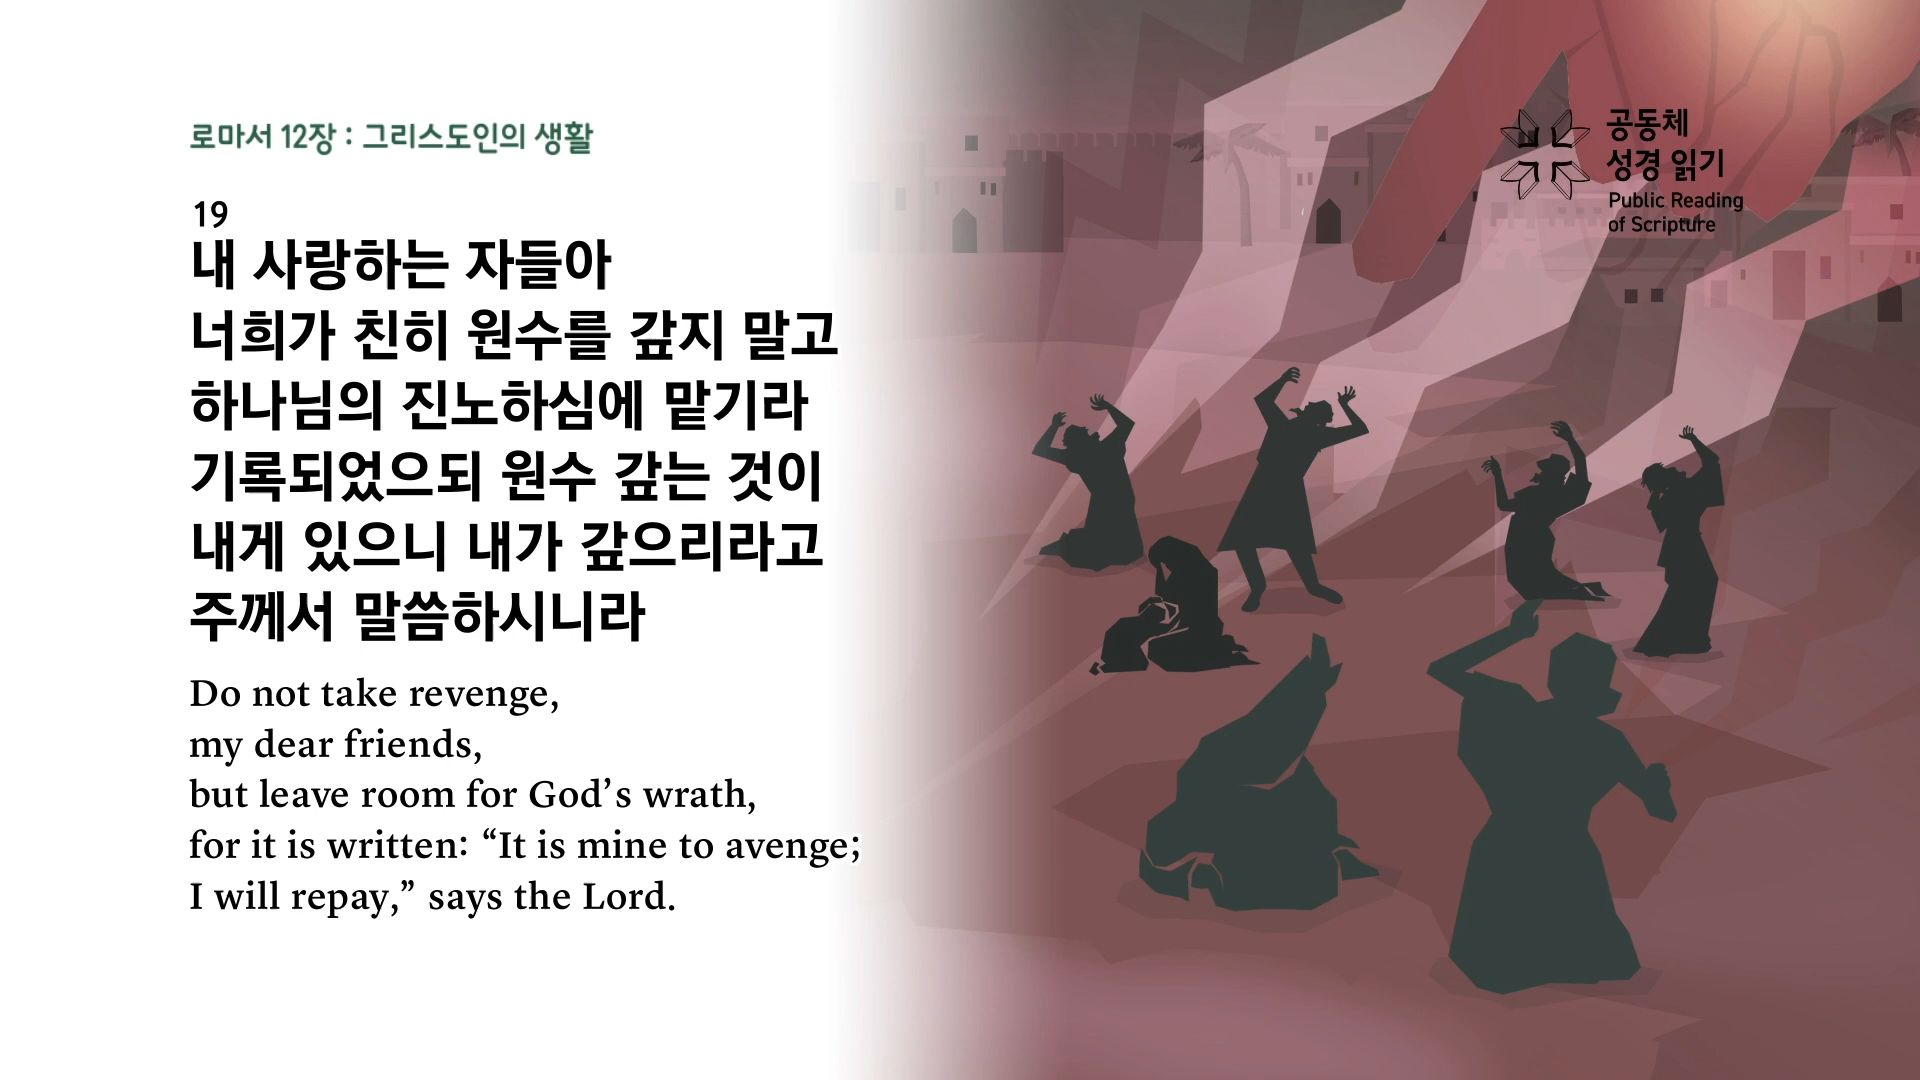 로마서 12장 : 그리스도인의 생활
19
내 사랑하는 자들아
너희가 친히 원수를 갚지 말고
하나님의 진노하심에 맡기라
기록되었으되 원수 갚는 것이
내게 있으니 내가 갚으리라고
주께서 말씀하시니라
Do not take revenge,
my dear friends,
but leave room for God’s wrath,
for it is written: “It is mine to avenge;
I will repay,” says the Lord.
공동체
성경 읽기
Public Reading
of Scripture